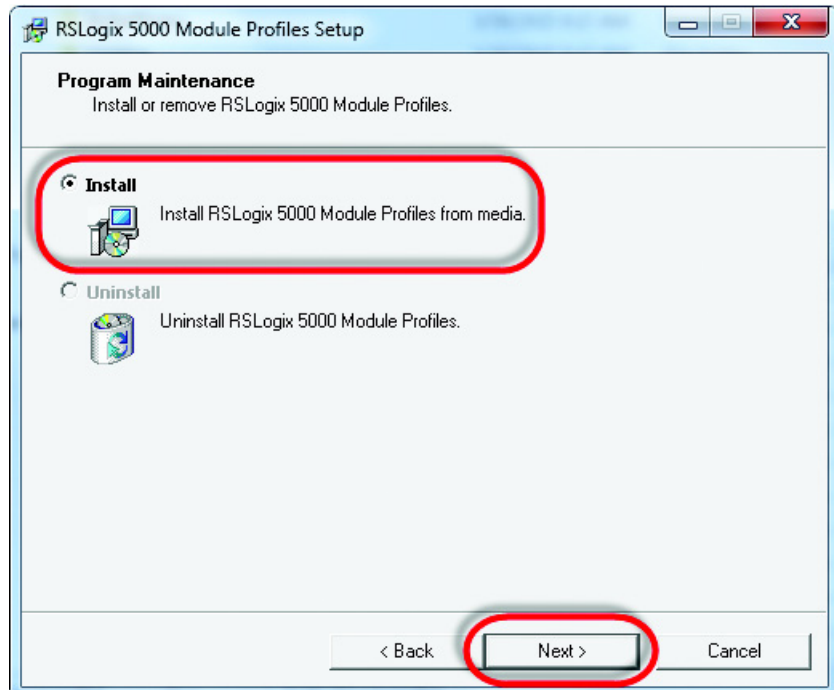 RSLogix 5000 Module Profiles Setup
Program Maintenance
Install or remove RSLogix 5000 Module Profiles.
Install
Install RSLogix 5000 Module Profiles from media.
Uninstall
Uninstall RSLogix 5000 Module Profiles.
< Back
Next >
Cancel